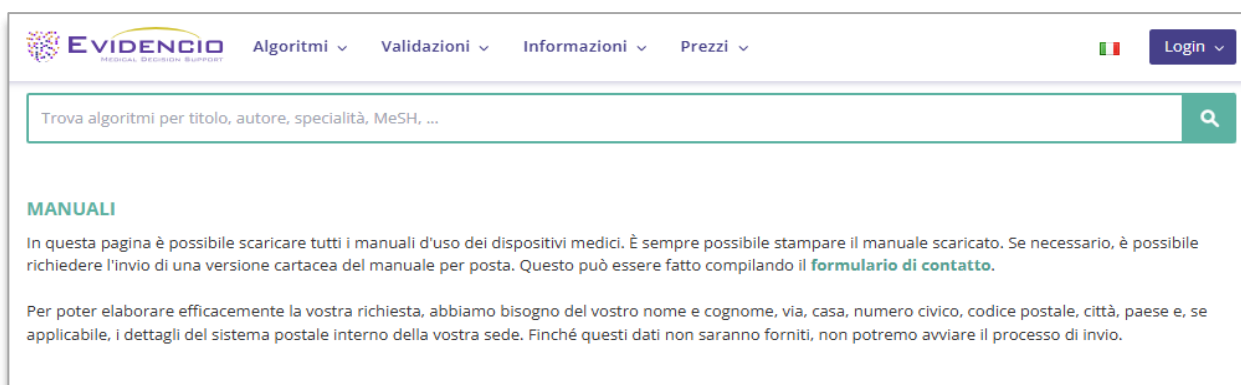 EVIDENCIO
MEDICAL DECISION SUPPORT
Algoritmi
Validazioni
Informazioni
Prezzi
Login
Trova algoritmi per titolo, autore, specialità, MeSH, ...
MANUALI
In questa pagina è possibile scaricare tutti i manuali d'uso dei dispositivi medici. È sempre possibile stampare il manuale scaricato. Se necessario, è possibile
richiedere l'invio di una versione cartacea del manuale per posta. Questo può essere fatto compilando il formulario di contatto.
Per poter elaborare efficacemente la vostra richiesta, abbiamo bisogno del vostro nome e cognome, via, casa, numero civico, codice postale, città, paese e, se
applicabile, i dettagli del sistema postale interno della vostra sede. Finché questi dati non saranno forniti, non potremo avviare il processo di invio.